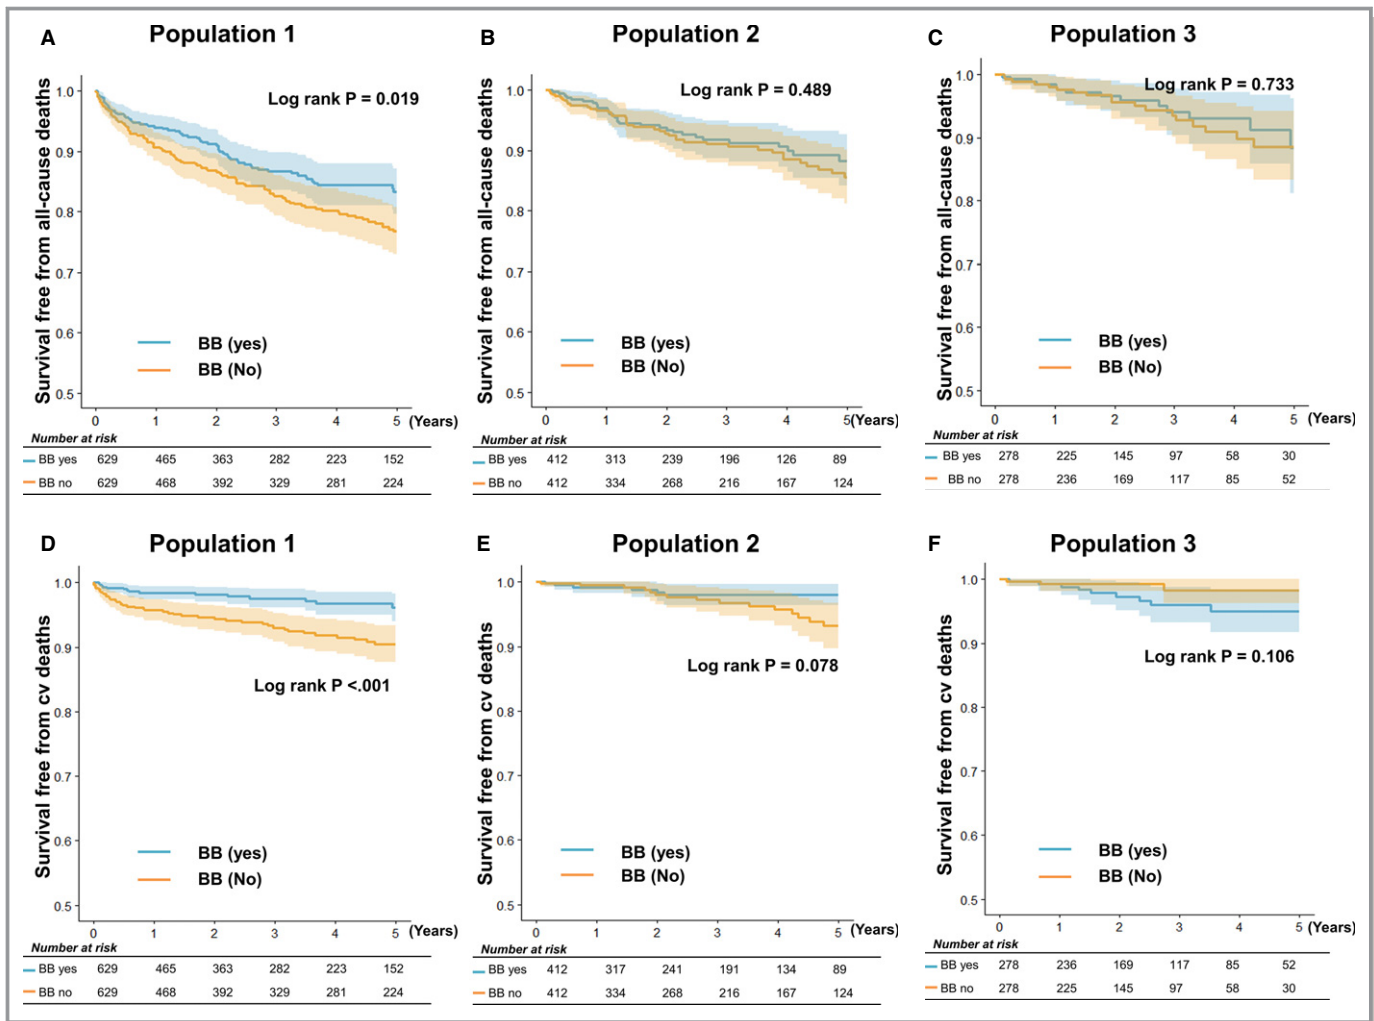 A Population 1
Survival free from all-cause deaths
Log rank P = 0.019
1.0
0.9
0.8
0.7
0.6
0.5
BB (yes)
BB (No)
0 1 2 3 4 5 (Years)
Number at risk
BB yes 629 465 363 282 223 152
BB no 629 468 392 329 281 224
B Population 2
Survival free from all-cause deaths
Log rank P = 0.489
1.0
0.9
0.8
0.7
0.6
0.5
BB (yes)
BB (No)
0 1 2 3 4 5 (Years)
Number at risk
BB yes 412 313 239 196 126 89
BB no 412 334 268 216 167 124
C Population 3
Survival free from all-cause deaths
Log rank P = 0.733
1.0
0.9
0.8
0.7
0.6
0.5
BB (yes)
BB (No)
0 1 2 3 4 5 (Years)
Number at risk
BB yes 278 225 145 97 58 30
BB no 278 236 169 117 85 52
D Population 1
Survival free from cv deaths
1.0
0.9
0.8
0.7
0.6
0.5
Log rank P <.001
BB (yes)
BB (No)
0 1 2 3 4 5 (Years)
Number at risk
BB yes 629 465 363 282 223 152
BB no 629 468 392 329 281 224
E Population 2
Survival free from cv deaths
1.0
0.9
0.8
0.7
0.6
0.5
Log rank P = 0.078
BB (yes)
BB (No)
0 1 2 3 4 5 (Years)
Number at risk
BB yes 412 317 241 191 134 89
BB no 412 334 268 216 167 124
F Population 3
Survival free from cv deaths
1.0
0.9
0.8
0.7
0.6
0.5
Log rank P = 0.106
BB (yes)
BB (No)
0 1 2 3 4 5 (Years)
Number at risk
BB yes 278 236 169 117 85 52
BB no 278 225 145 97 58 30